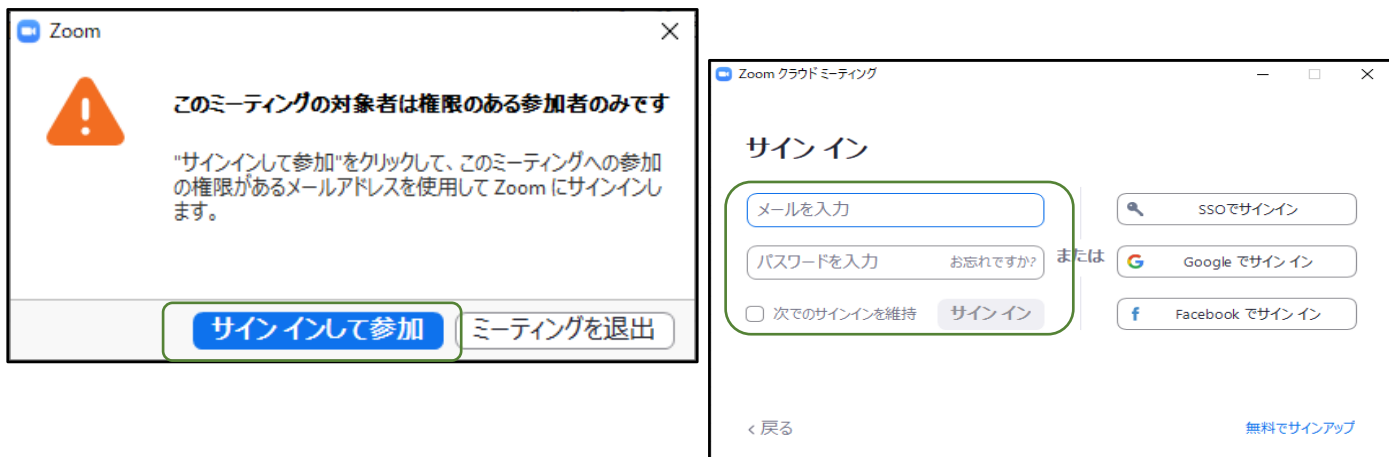 Zoom
このミーティングの対象者は権限のある参加者のみです
"サインインして参加"をクリックして、このミーティングへの参加
の権限があるメールアドレスを使用して Zoom にサインインし
ます。
サイン インして参加
ミーティングを退出
Zoom クラウド ミーティング
サイン イン
メールを入力
パスワードを入力
お忘れですか?
次でのサインインを維持
サイン イン
または
SSOでサインイン
Google でサイン イン
Facebook でサイン イン
< 戻る
無料でサインアップ